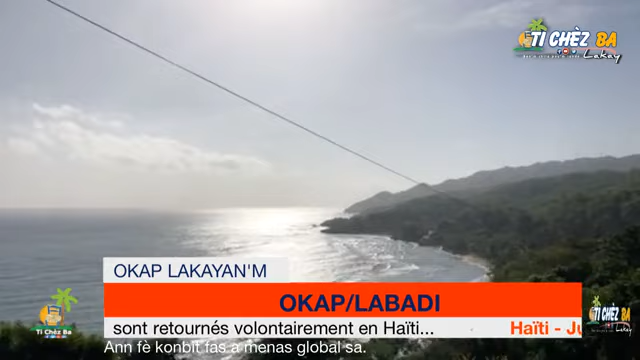 TI CHÈZ BA
Lakay
OKAP LAKAYAN'M
OKAP/LABADI
sont retournés volontairement en Haïti...
Haïti - Ju
TI CHÈZ BA
TI CHÈZ BA
Lakay
Ann fè konbit fas a menas global sa.